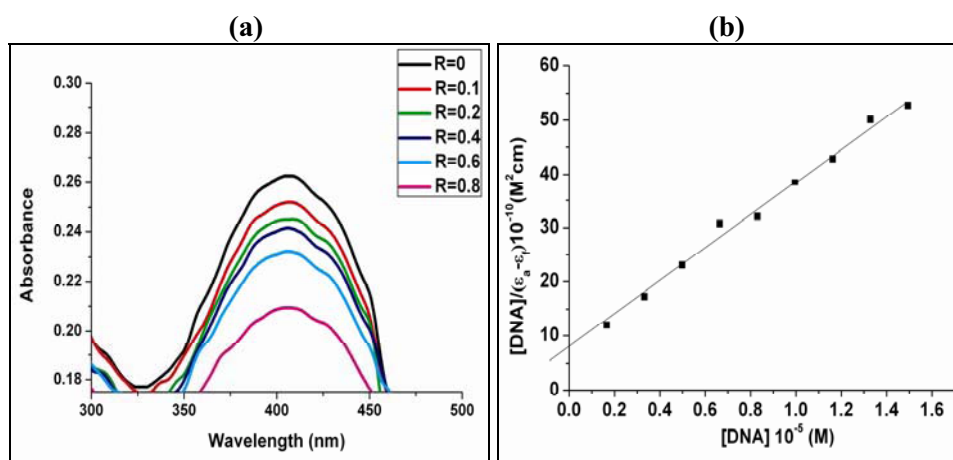 (a)
R=0
R=0.1
R=0.2
R=0.4
R=0.6
R=0.8
0.30
0.28
0.26
0.24
0.22
0.20
0.18
Absorbance
300 350 400 450 500
Wavelength (nm)
(b)
60
50
40
30
20
10
0
[DNA]/(εa-εf)10⁻¹⁰(M²cm)
0.0 0.2 0.4 0.6 0.8 1.0 1.2 1.4 1.6
[DNA] 10⁻⁵ (M)